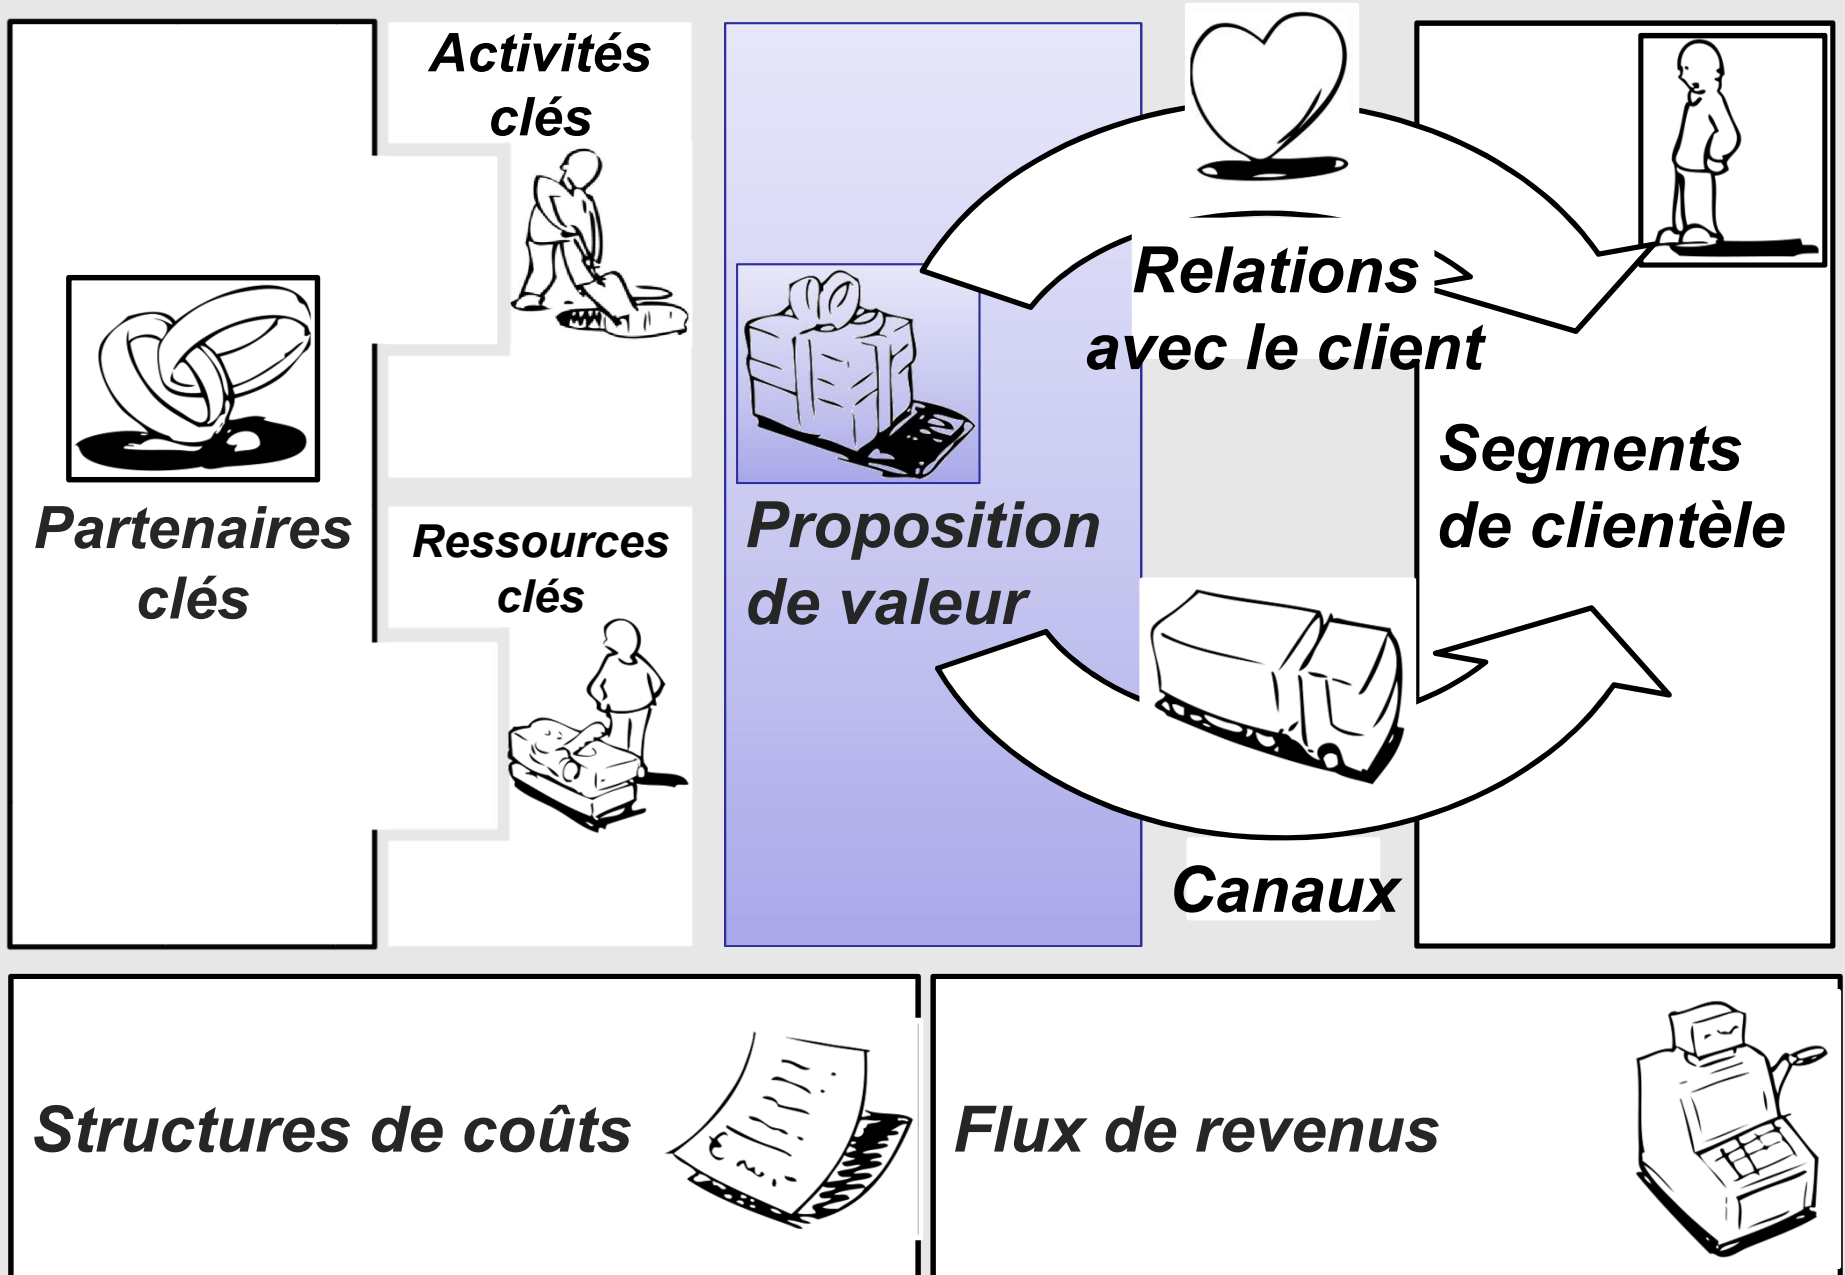 Activités
clés
Partenaires
clés
Ressources
clés
Proposition
de valeur
Relations
avec le client
Segments
de clientèle
Canaux
Structures de coûts
Flux de revenus